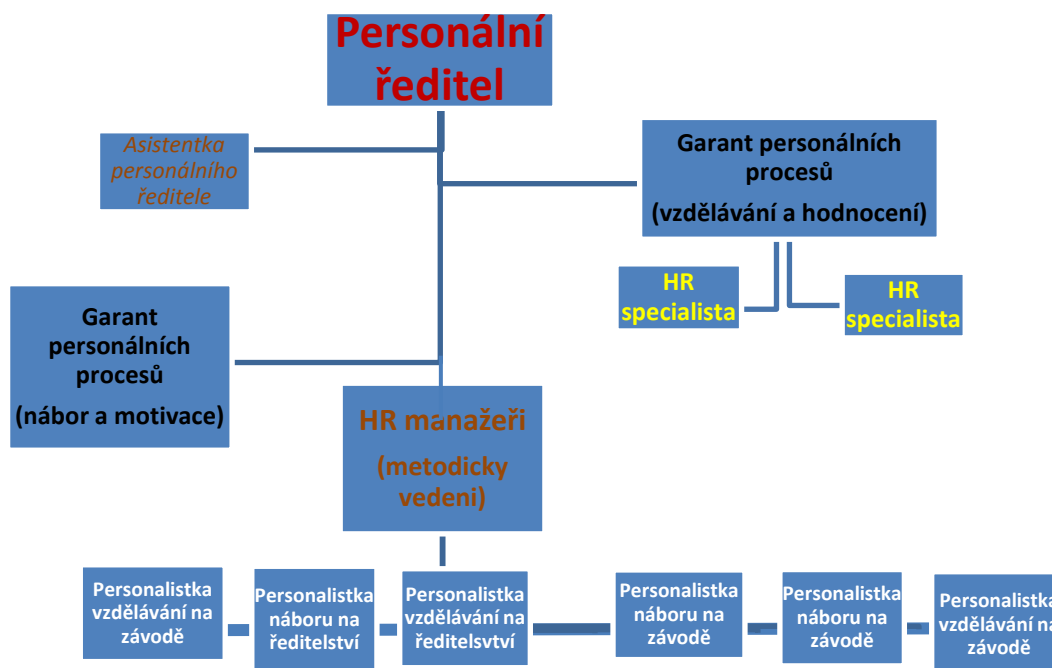 Personální
ředitel
Asistentka
personálního
ředitele
Garant personálních
procesů
(vzdělávání a hodnocení)
HR
specialista
HR
specialista
Garant
personálních
procesů
(nábor a motivace)
HR manažeři
(metodicky
vedeni)
Personalistka
vzdělávání na
závodě
Personalistka
náboru na
ředitelství
Personalistka
vzdělávání na
ředitelsvtví
Personalistka
náboru na
závodě
Personalistka
náboru na
závodě
Personalistka
vzdělávání na
závodě